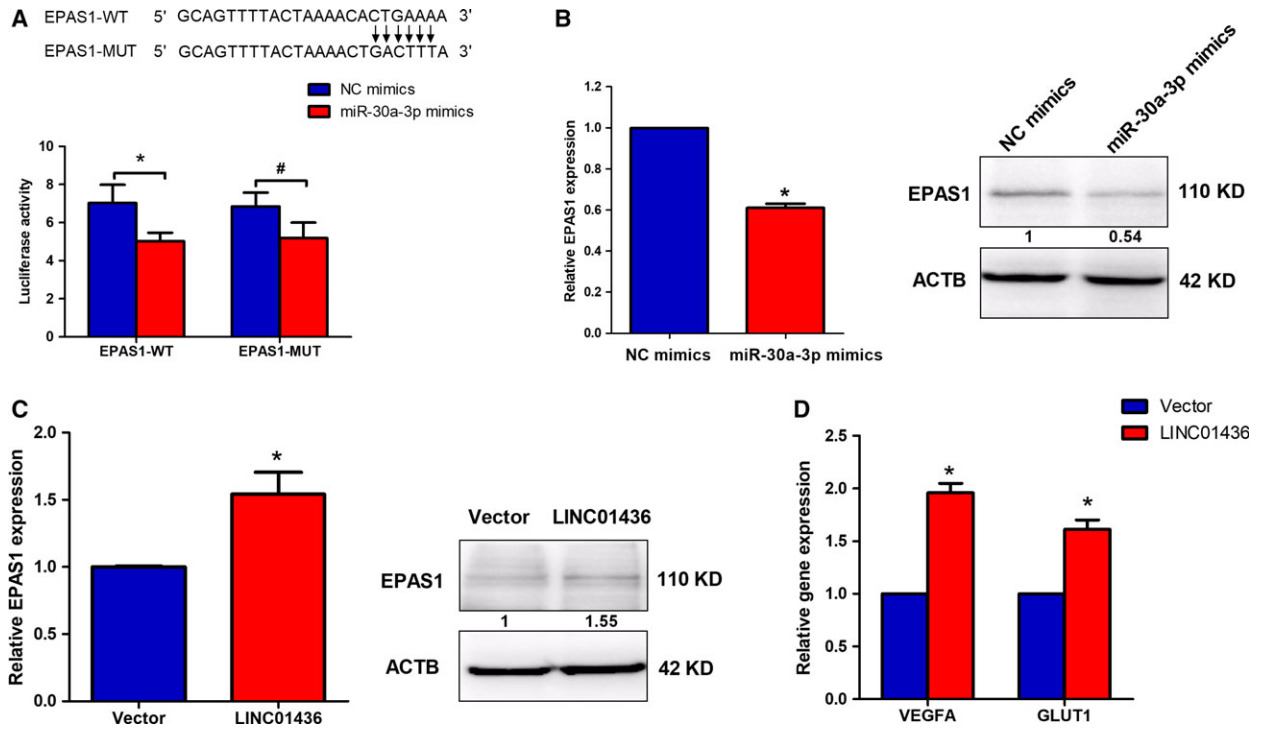 A
EPAS1-WT 5' GCAGTTTTACTAAAACACTGAAAA 3'
EPAS1-MUT 5' GCAGTTTTACTAAAACTGACTTTA 3'
NC mimics
miR-30a-3p mimics
Lucliferase activity
10
8
6
4
2
0
*
#
EPAS1-WT
EPAS1-MUT
B
Relative EPAS1 expression
1.2
1.0
0.8
0.6
0.4
0.2
0.0
*
NC mimics
miR-30a-3p mimics
NC mimics
miR-30a-3p mimics
EPAS1
110 KD
1
0.54
ACTB
42 KD
C
Relative EPAS1 expression
2.0
1.5
1.0
0.5
0.0
*
Vector
LINC01436
Vector
LINC01436
EPAS1
110 KD
1
1.55
ACTB
42 KD
D
Vector
LINC01436
Relative gene expression
2.5
2.0
1.5
1.0
0.5
0.0
*
*
VEGFA
GLUT1